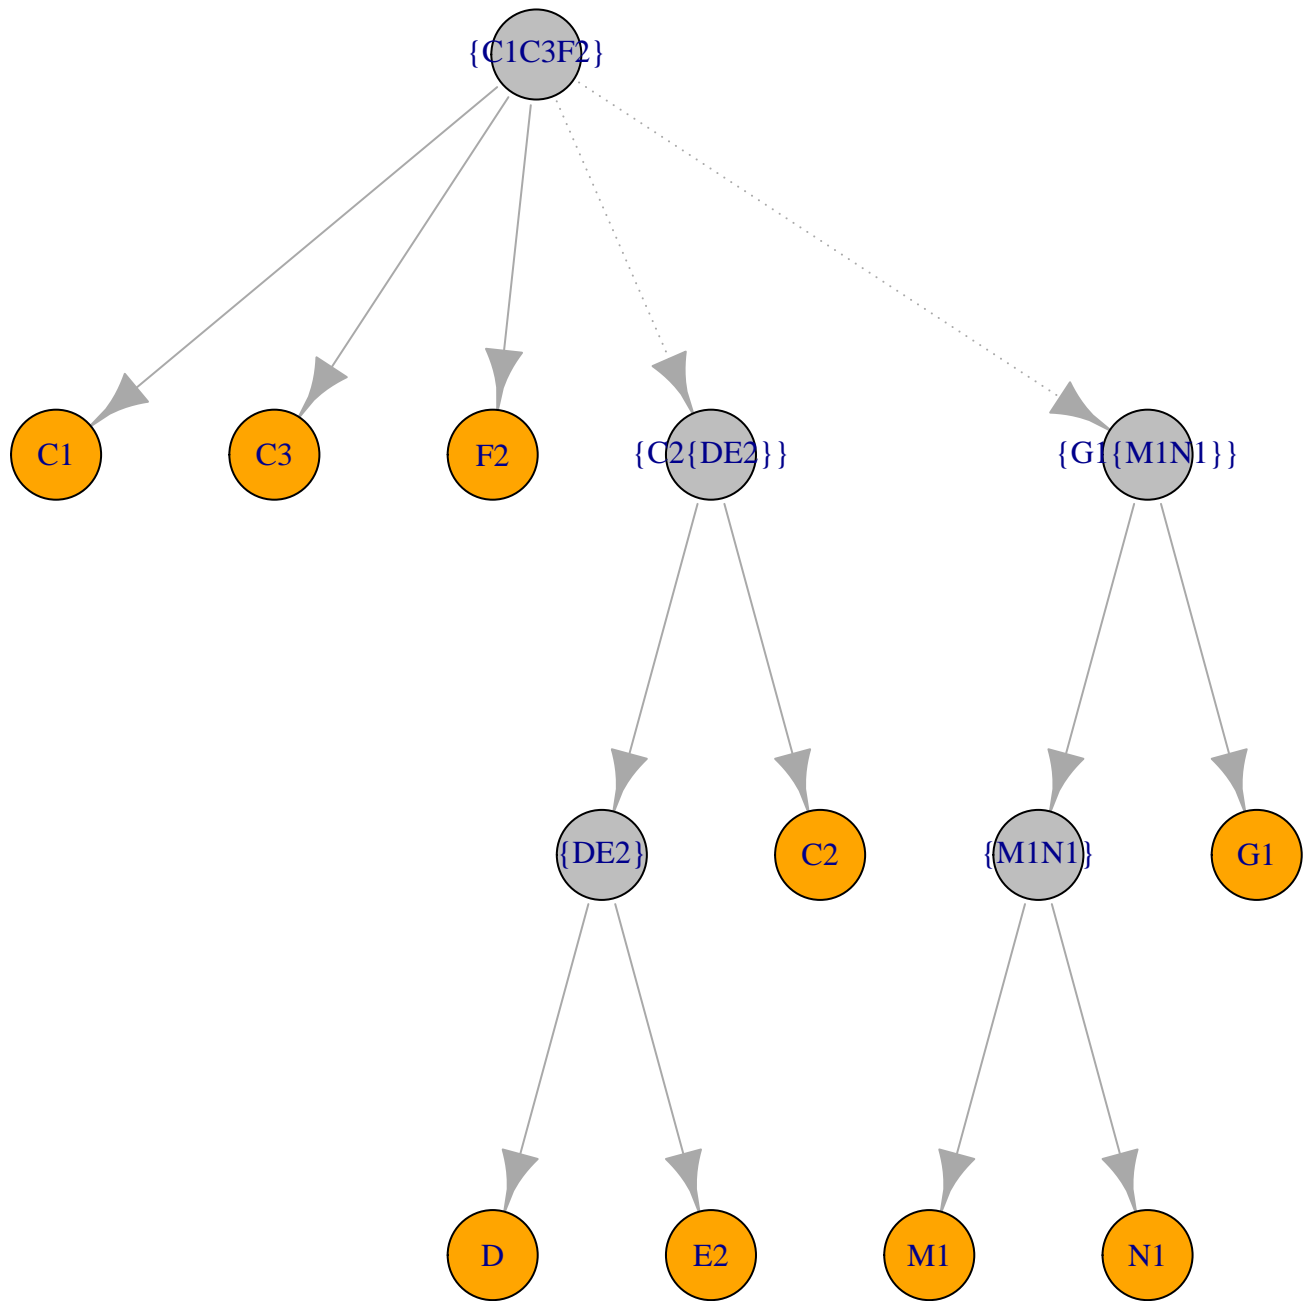 {C1C3F2}
C1
C3
F2
{C2{DE2}}
{G1{M1N1}}
{DE2}
C2
{M1N1}
G1
D
E2
M1
N1